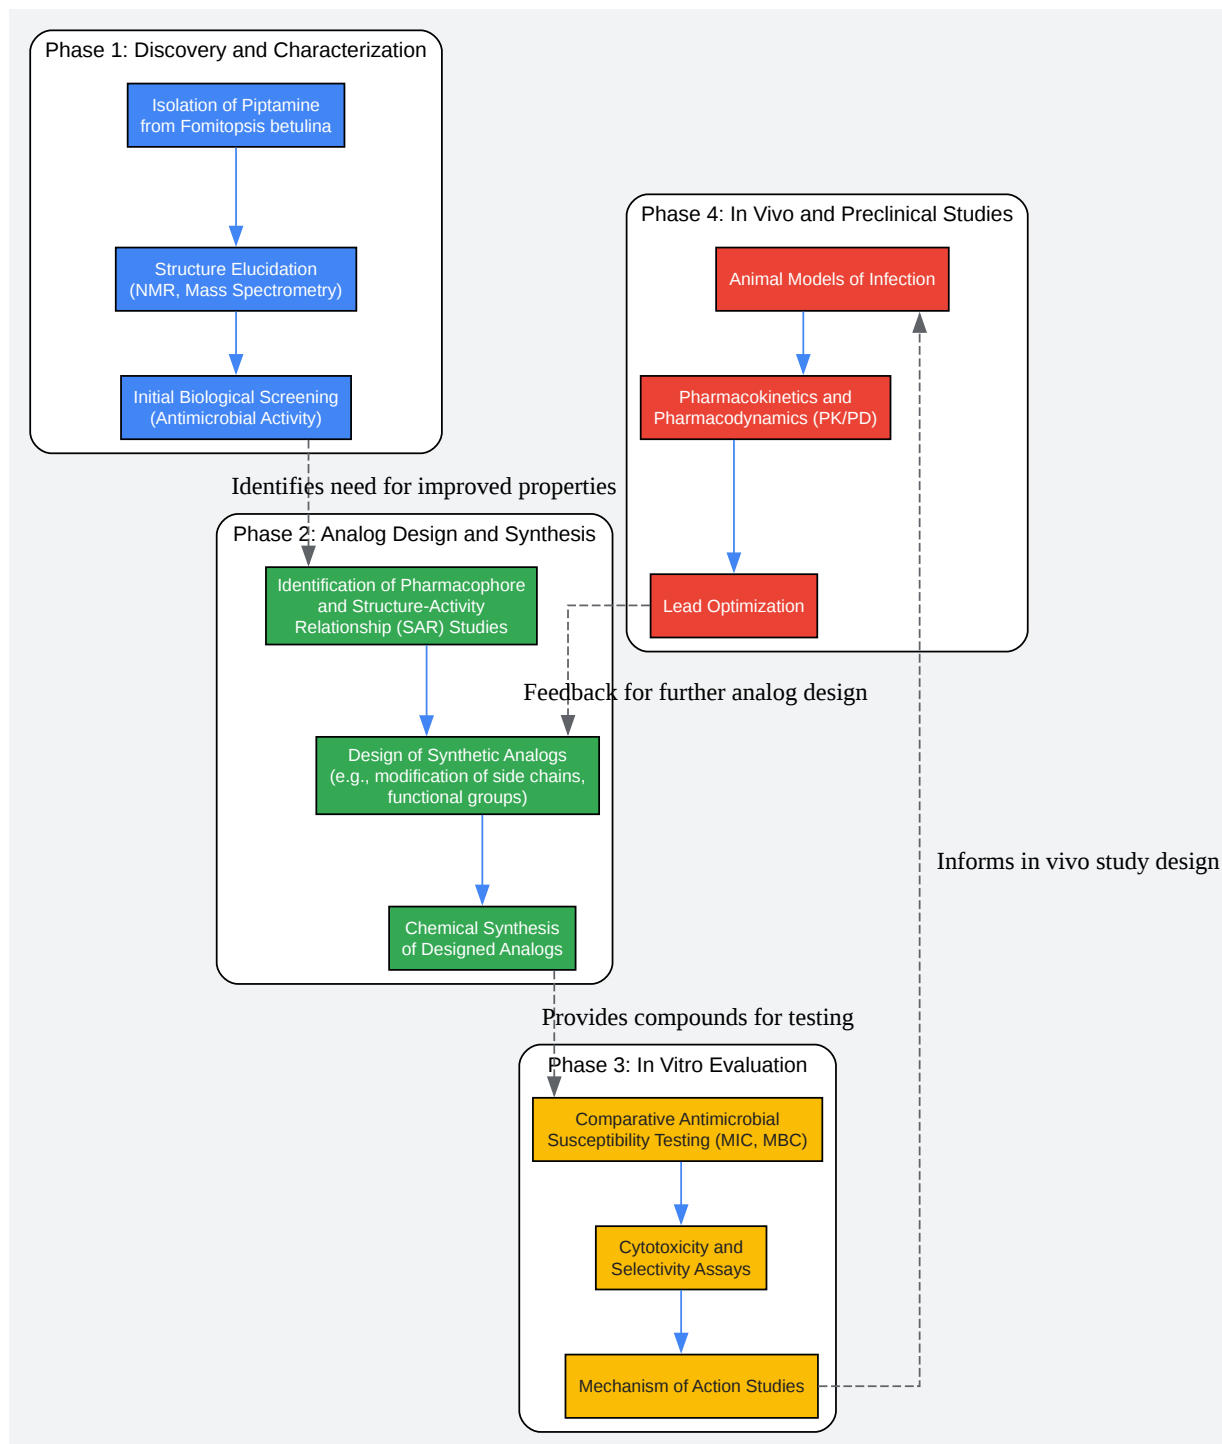 Phase 1: Discovery and Characterization
Isolation of Piptamine
from Fomitopsis betulina
Structure Elucidation
(NMR, Mass Spectrometry)
Initial Biological Screening
(Antimicrobial Activity)
Identifies need for improved properties
Phase 2: Analog Design and Synthesis
Identification of Pharmacophore
and Structure-Activity
Relationship (SAR) Studies
Design of Synthetic Analogs
(e.g., modification of side chains,
functional groups)
Chemical Synthesis
of Designed Analogs
Provides compounds for testing
Phase 3: In Vitro Evaluation
Comparative Antimicrobial
Susceptibility Testing (MIC, MBC)
Cytotoxicity and
Selectivity Assays
Mechanism of Action Studies
Informs in vivo study design
Phase 4: In Vivo and Preclinical Studies
Animal Models of Infection
Pharmacokinetics and
Pharmacodynamics (PK/PD)
Lead Optimization
Feedback for further analog design